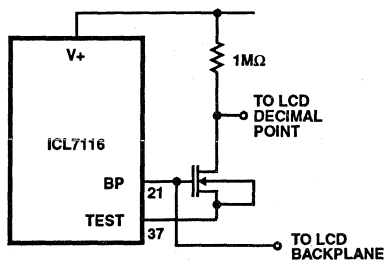 V+
1MΩ
TO LCD
DECIMAL
POINT
ICL7116
BP
21
TEST
37
TO LCD
BACKPLANE